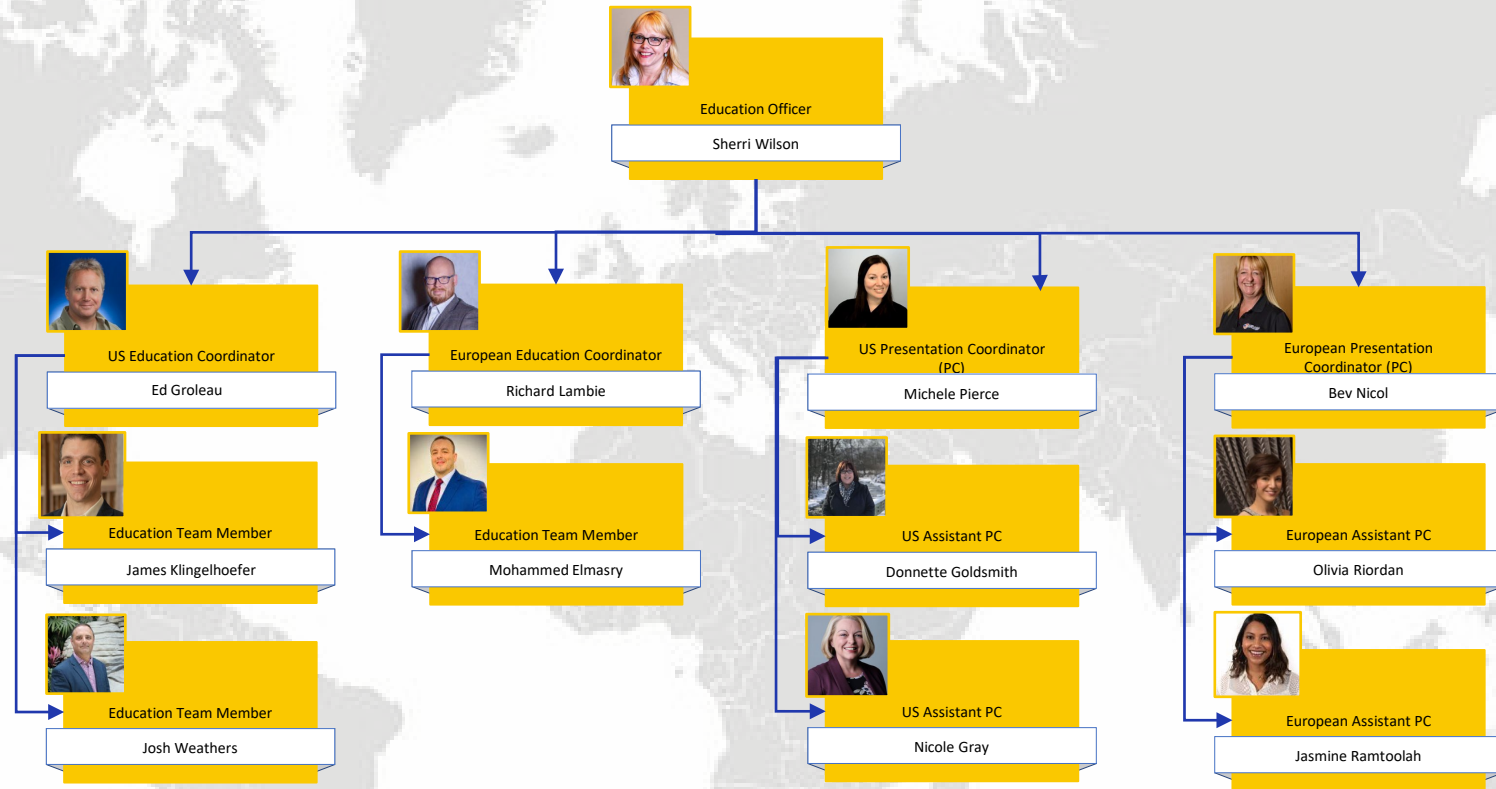 Education Officer
Sherri Wilson
US Education Coordinator
Ed Groleau
European Education Coordinator
Richard Lambie
US Presentation Coordinator
(PC)
Michele Pierce
European Presentation
Coordinator (PC)
Bev Nicol
Education Team Member
James Klingelhoefer
Education Team Member
Mohammed Elmasry
US Assistant PC
Donnette Goldsmith
European Assistant PC
Olivia Riordan
Education Team Member
Josh Weathers
US Assistant PC
Nicole Gray
European Assistant PC
Jasmine Ramtoolah